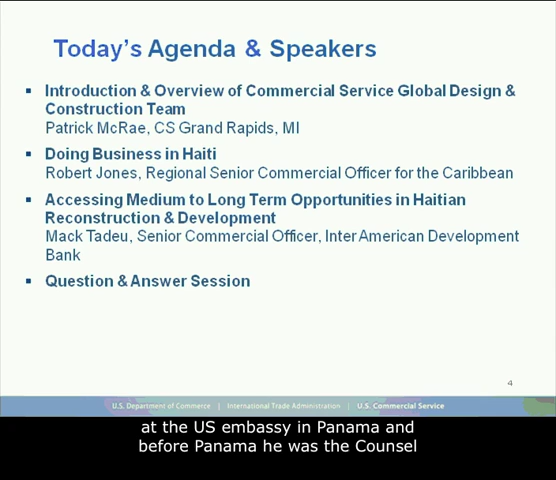 Today's Agenda & Speakers
▪ Introduction & Overview of Commercial Service Global Design &
Construction Team
Patrick McRae, CS Grand Rapids, MI
▪ Doing Business in Haiti
Robert Jones, Regional Senior Commercial Officer for the Caribbean
▪ Accessing Medium to Long Term Opportunities in Haitian
Reconstruction & Development
Mack Tadeu, Senior Commercial Officer, Inter American Development
Bank
▪ Question & Answer Session
4
U.S. Department of Commerce | International Trade Administration | U.S. Commercial Service
at the US embassy in Panama and
before Panama he was the Counsel